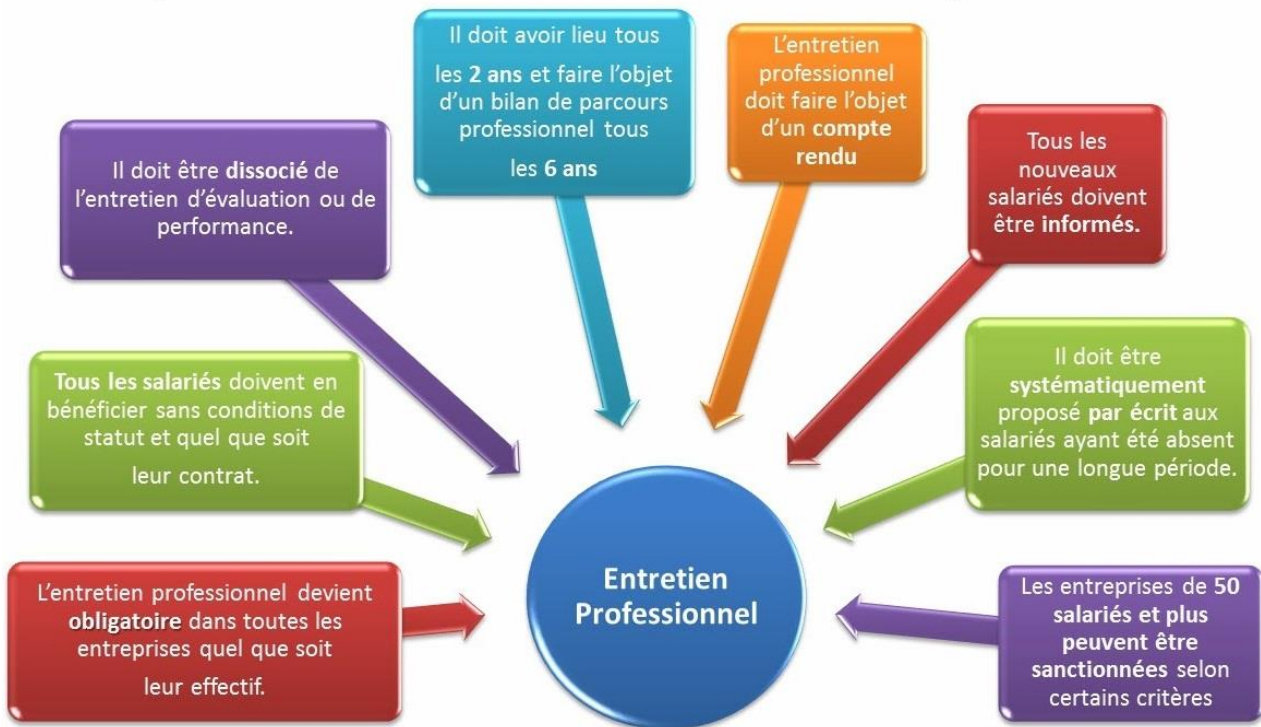 Il doit avoir lieu tous
les 2 ans et faire l'objet
d'un bilan de parcours
professionnel tous
les 6 ans
L'entretien
professionnel
doit faire l'objet
d'un compte
rendu
Il doit être dissocié de
l'entretien d'évaluation ou de
performance.
Tous les
nouveaux
salariés doivent
être informés.
Tous les salariés doivent en
bénéficier sans conditions de
statut et quel que soit
leur contrat.
Il doit être
systématiquement
proposé par écrit aux
salariés ayant été absent
pour une longue période.
L'entretien professionnel devient
obligatoire dans toutes les
entreprises quel que soit
leur effectif.
Entretien
Professionnel
Les entreprises de 50
salariés et plus
peuvent être
sanctionnées selon
certains critères